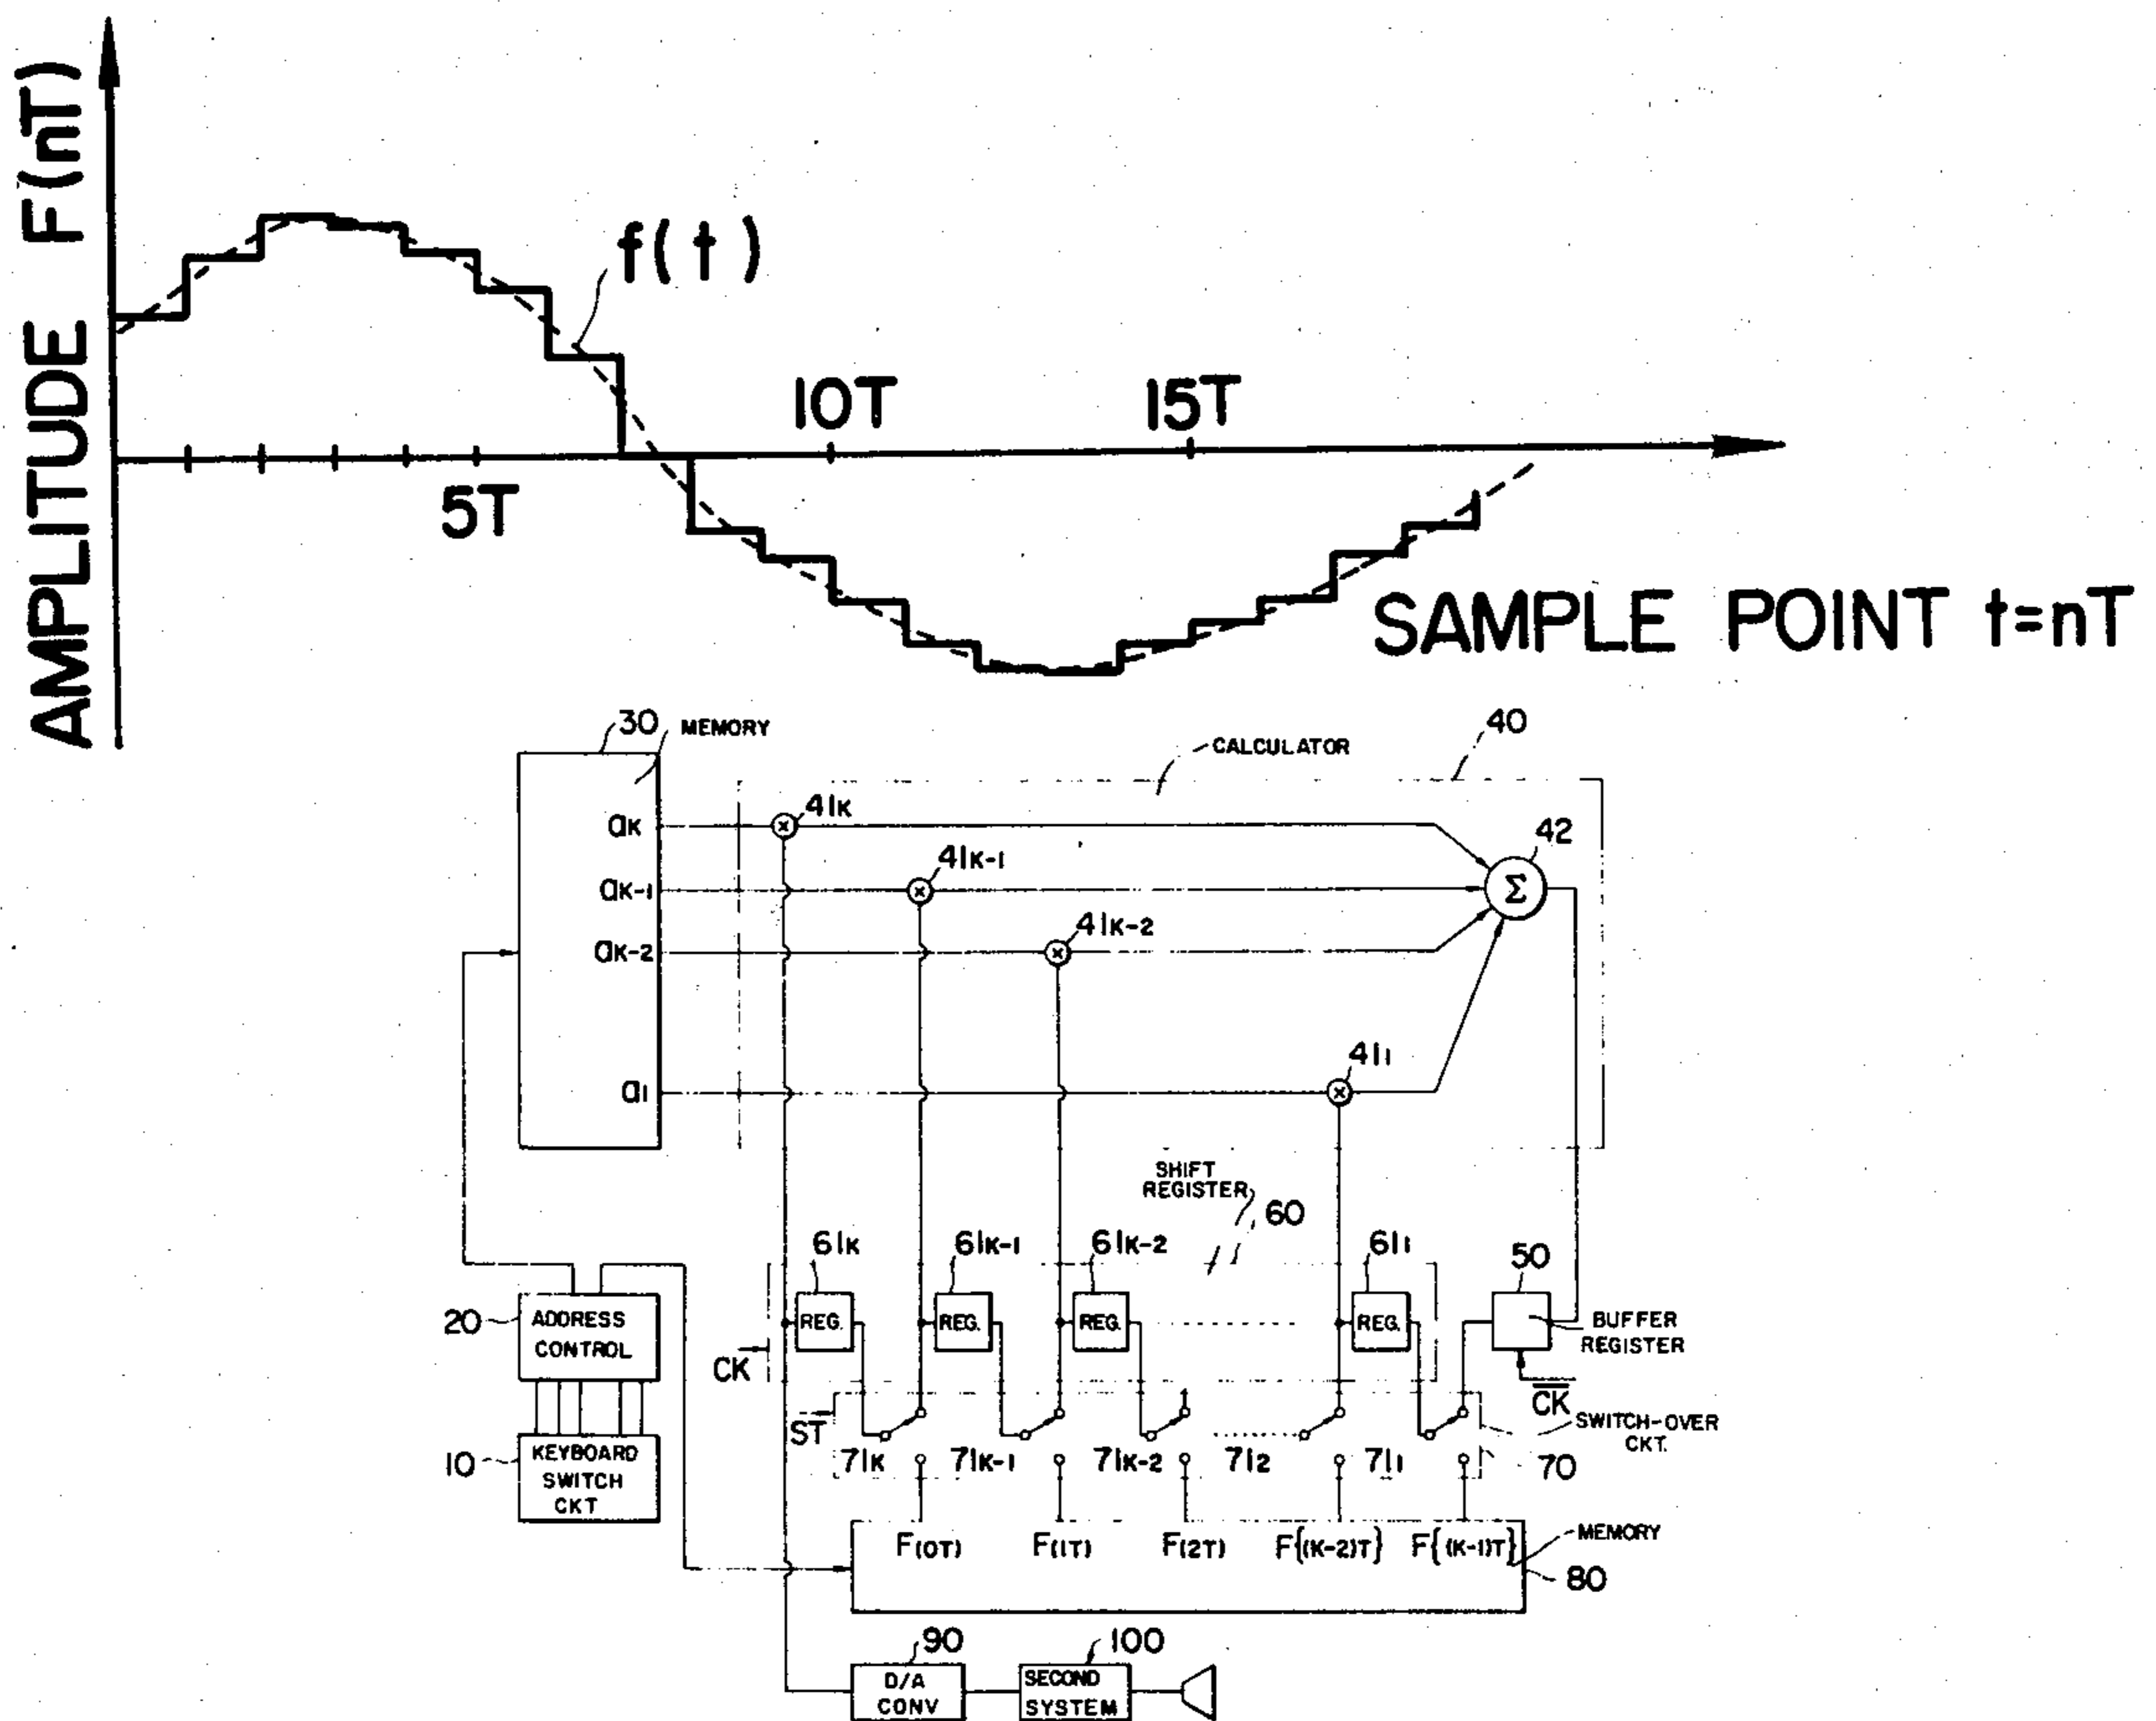 AMPLITUDE F(nT)
f(t)
10T
15T
5T
SAMPLE POINT t=nT
30
MEMORY
CALCULATOR
40
aK
41K
42
aK-1
41K-1
Σ
aK-2
41K-2
a1
411
SHIFT
REGISTER
60
61K
61K-1
61K-2
611
50
20
ADDRESS
CONTROL
REG.
REG.
REG.
REG.
BUFFER
REGISTER
CK
C̅K̅
ST
SWITCH-OVER
CKT.
10
KEYBOARD
SWITCH
CKT
71K
71K-1
71K-2
712
711
70
F(0T)
F(1T)
F(2T)
F{(K-2)T}
F{(K-1)T}
MEMORY
80
90
100
D/A
CONV
SECOND
SYSTEM